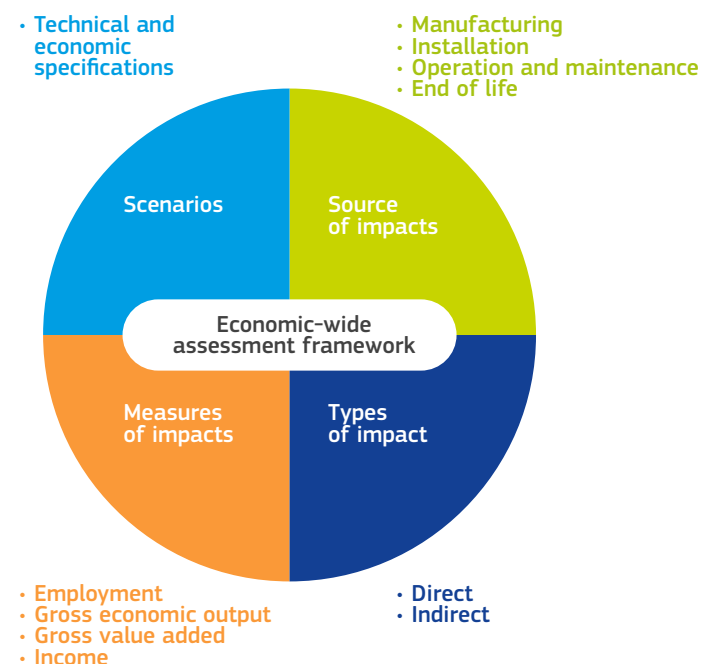 • Technical and
economic
specifications
• Manufacturing
• Installation
• Operation and maintenance
• End of life
Scenarios
Source
of impacts
Economic-wide
assessment framework
Measures
of impacts
Types
of impact
• Employment
• Gross economic output
• Gross value added
• Income
• Direct
• Indirect